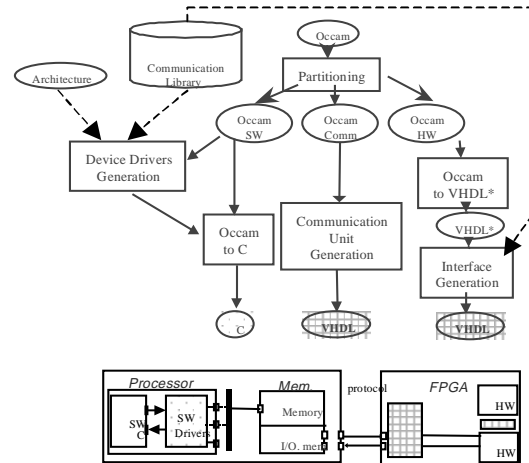 Occam
Communication
Library
Architecture
Partitioning
Occam
SW
Occam
Comm
Occam
HW
Device Drivers
Generation
Occam
to VHDL*
Occam
to C
Communication
Unit
Generation
VHDL*
Interface
Generation
C
VHDL
VHDL
Processor
Mem.
protocol
FPGA
SW
C
SW
Drivers
Memory
I/O. mem
HW
HW